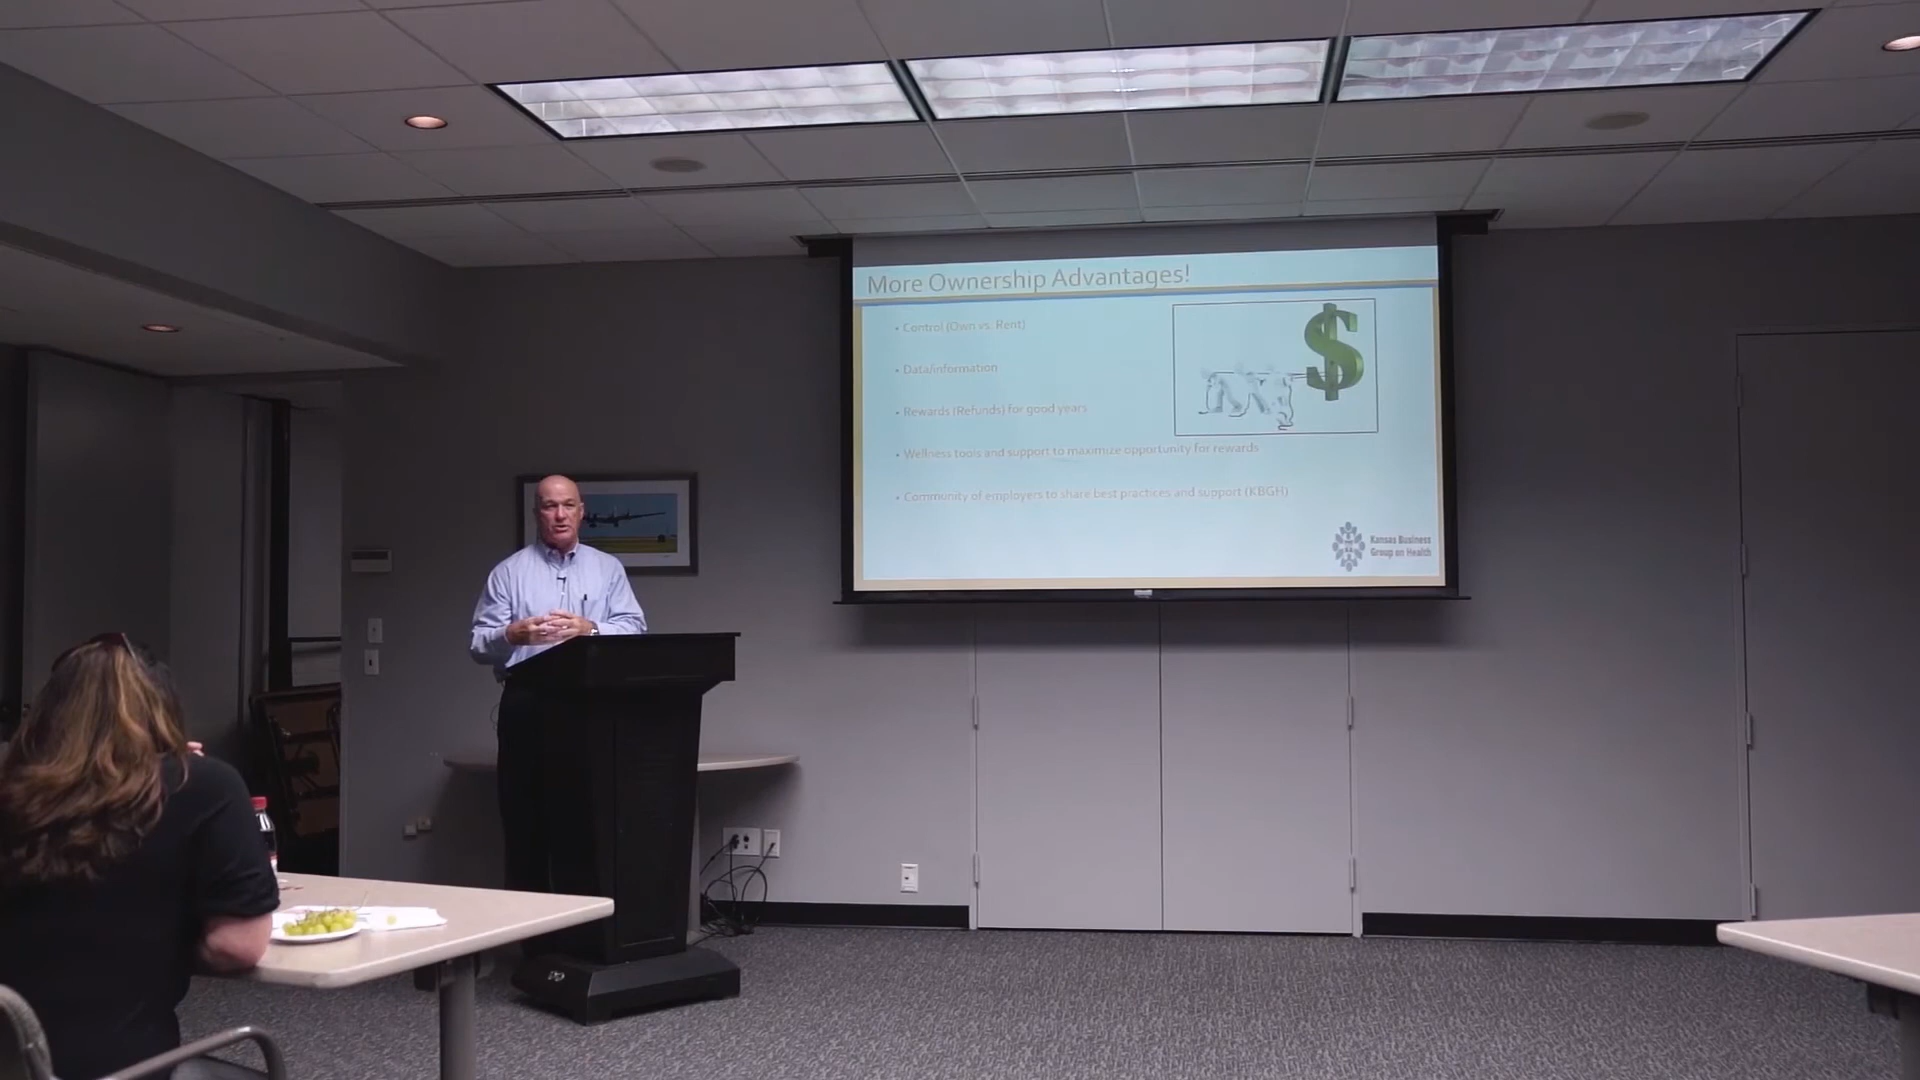 More Ownership Advantages!
• Control (Own vs. Rent)
• Data/information
• Rewards (Refunds) for good years
• Wellness tools and support to maximize opportunity for rewards
• Community of employers to share best practices and support (KBGH)
Kansas Business
Group on Health